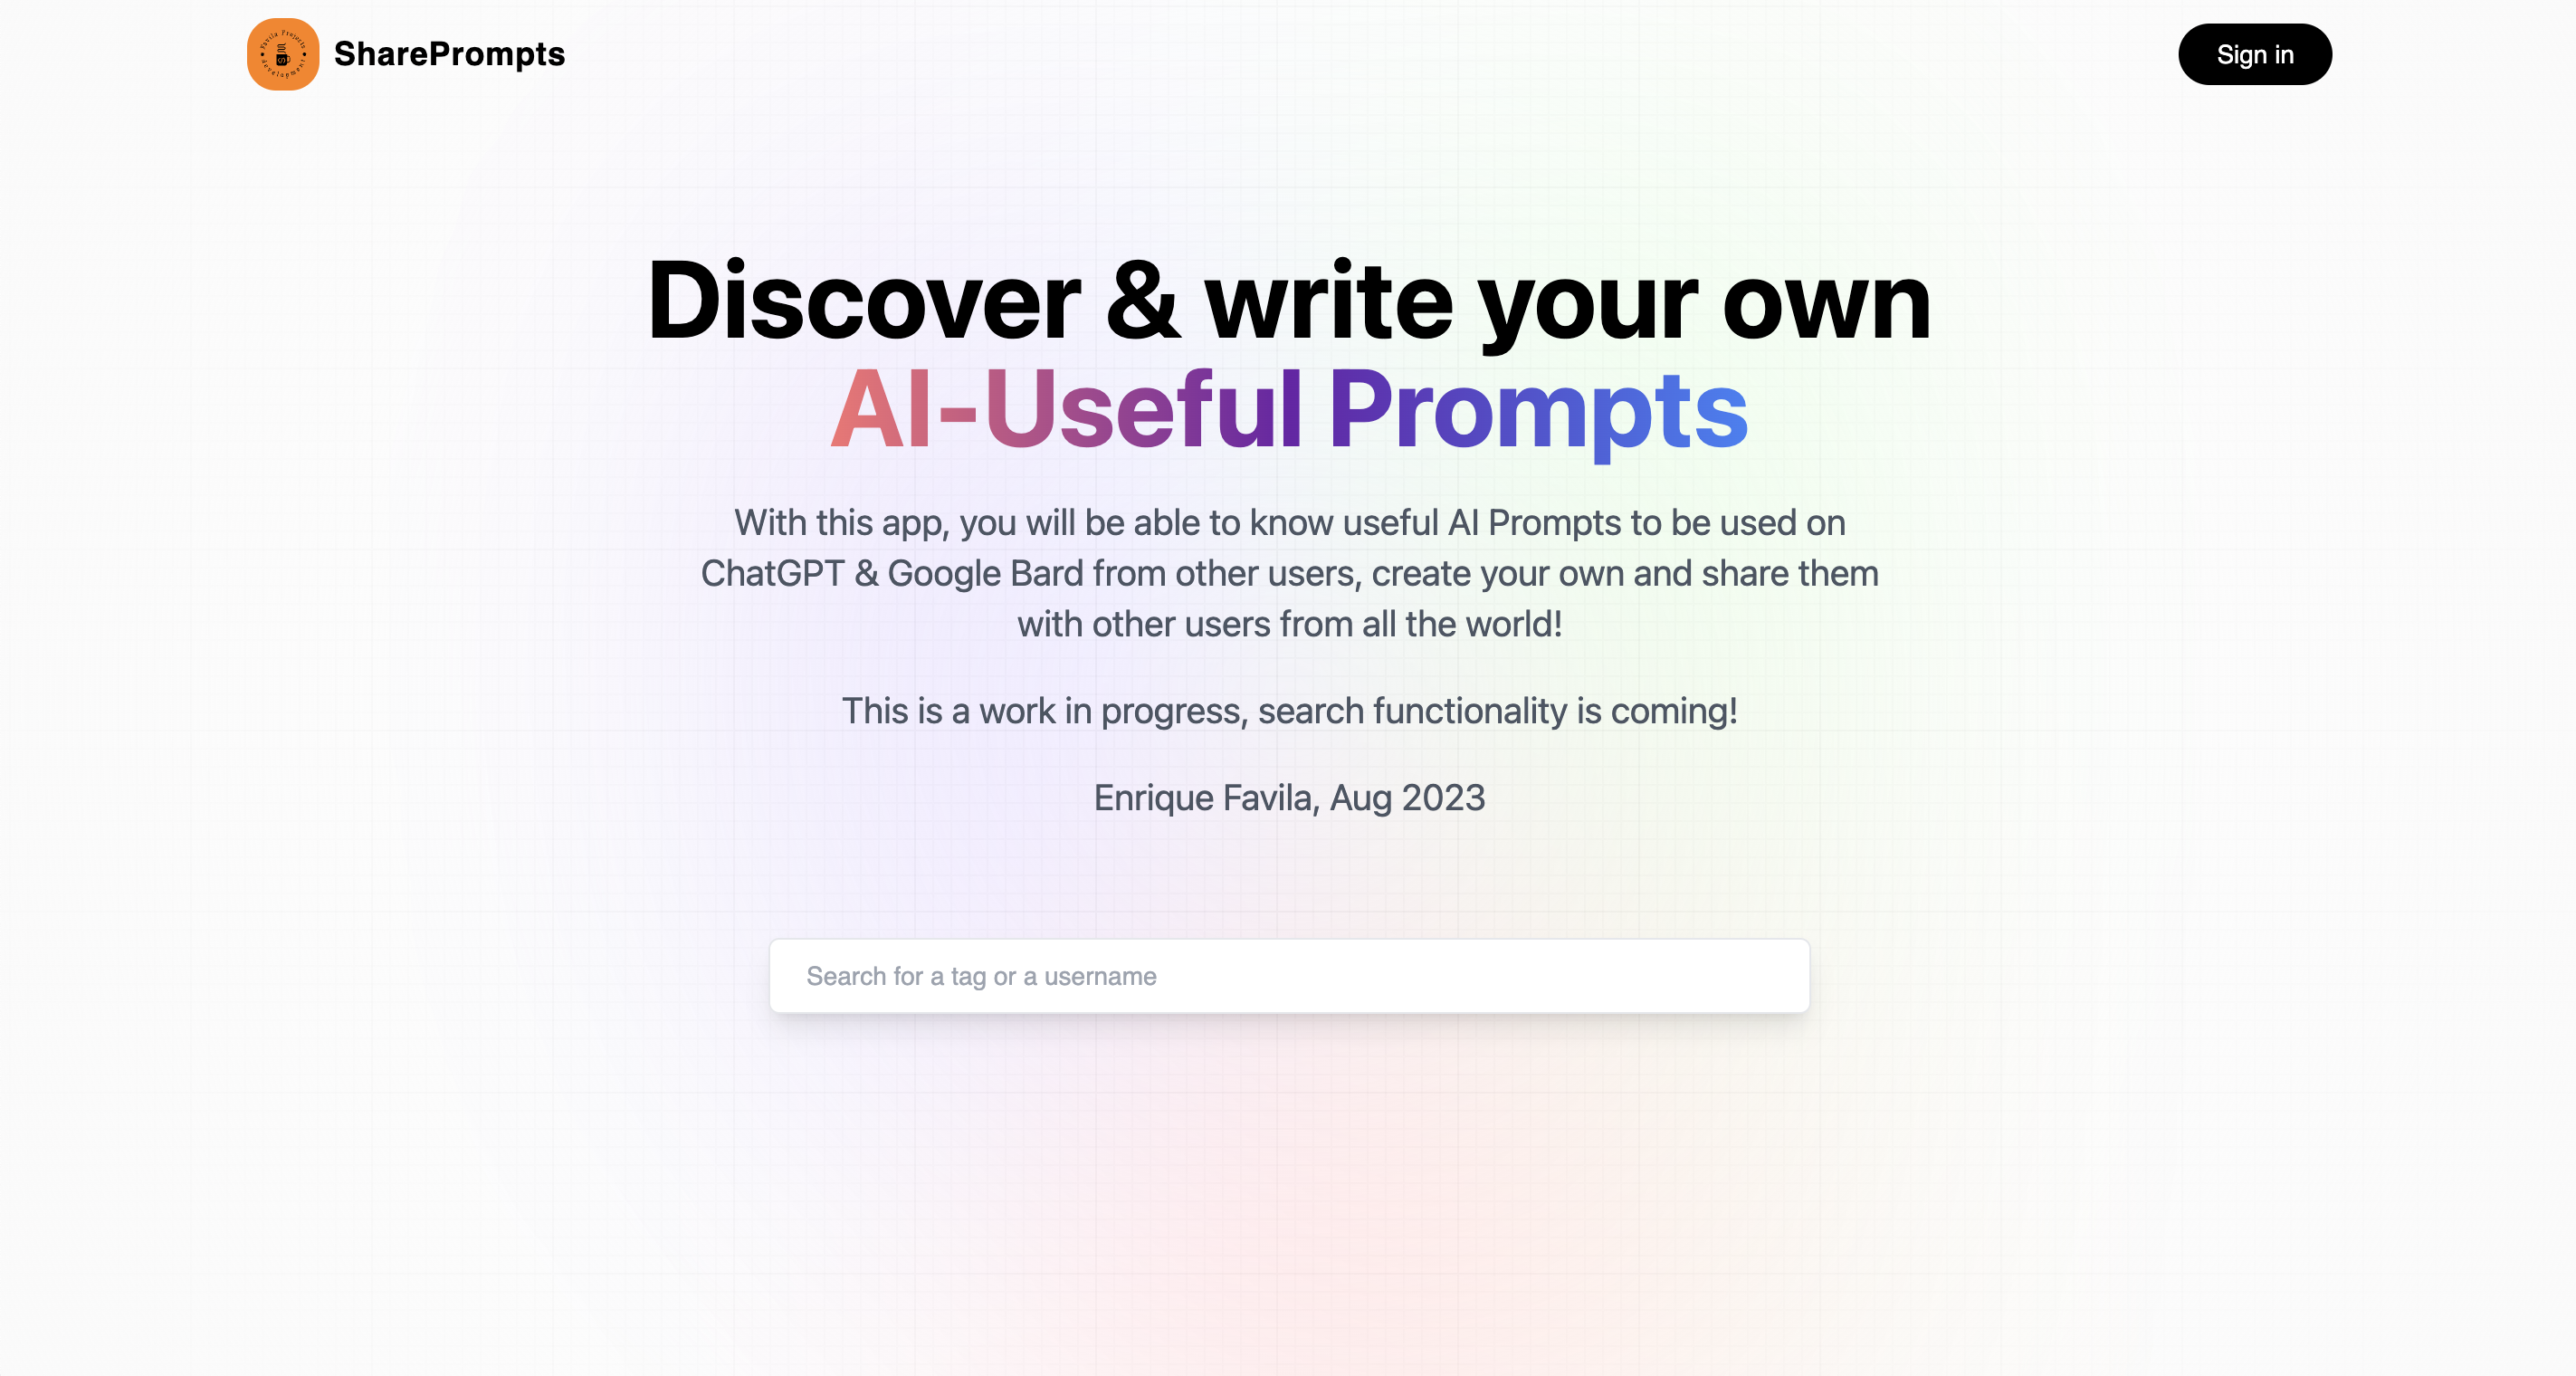 Favila Projects
development
SharePrompts
Sign in
Discover & write your own
AI-Useful Prompts
With this app, you will be able to know useful AI Prompts to be used on
ChatGPT & Google Bard from other users, create your own and share them
with other users from all the world!
This is a work in progress, search functionality is coming!
Enrique Favila, Aug 2023
Search for a tag or a username